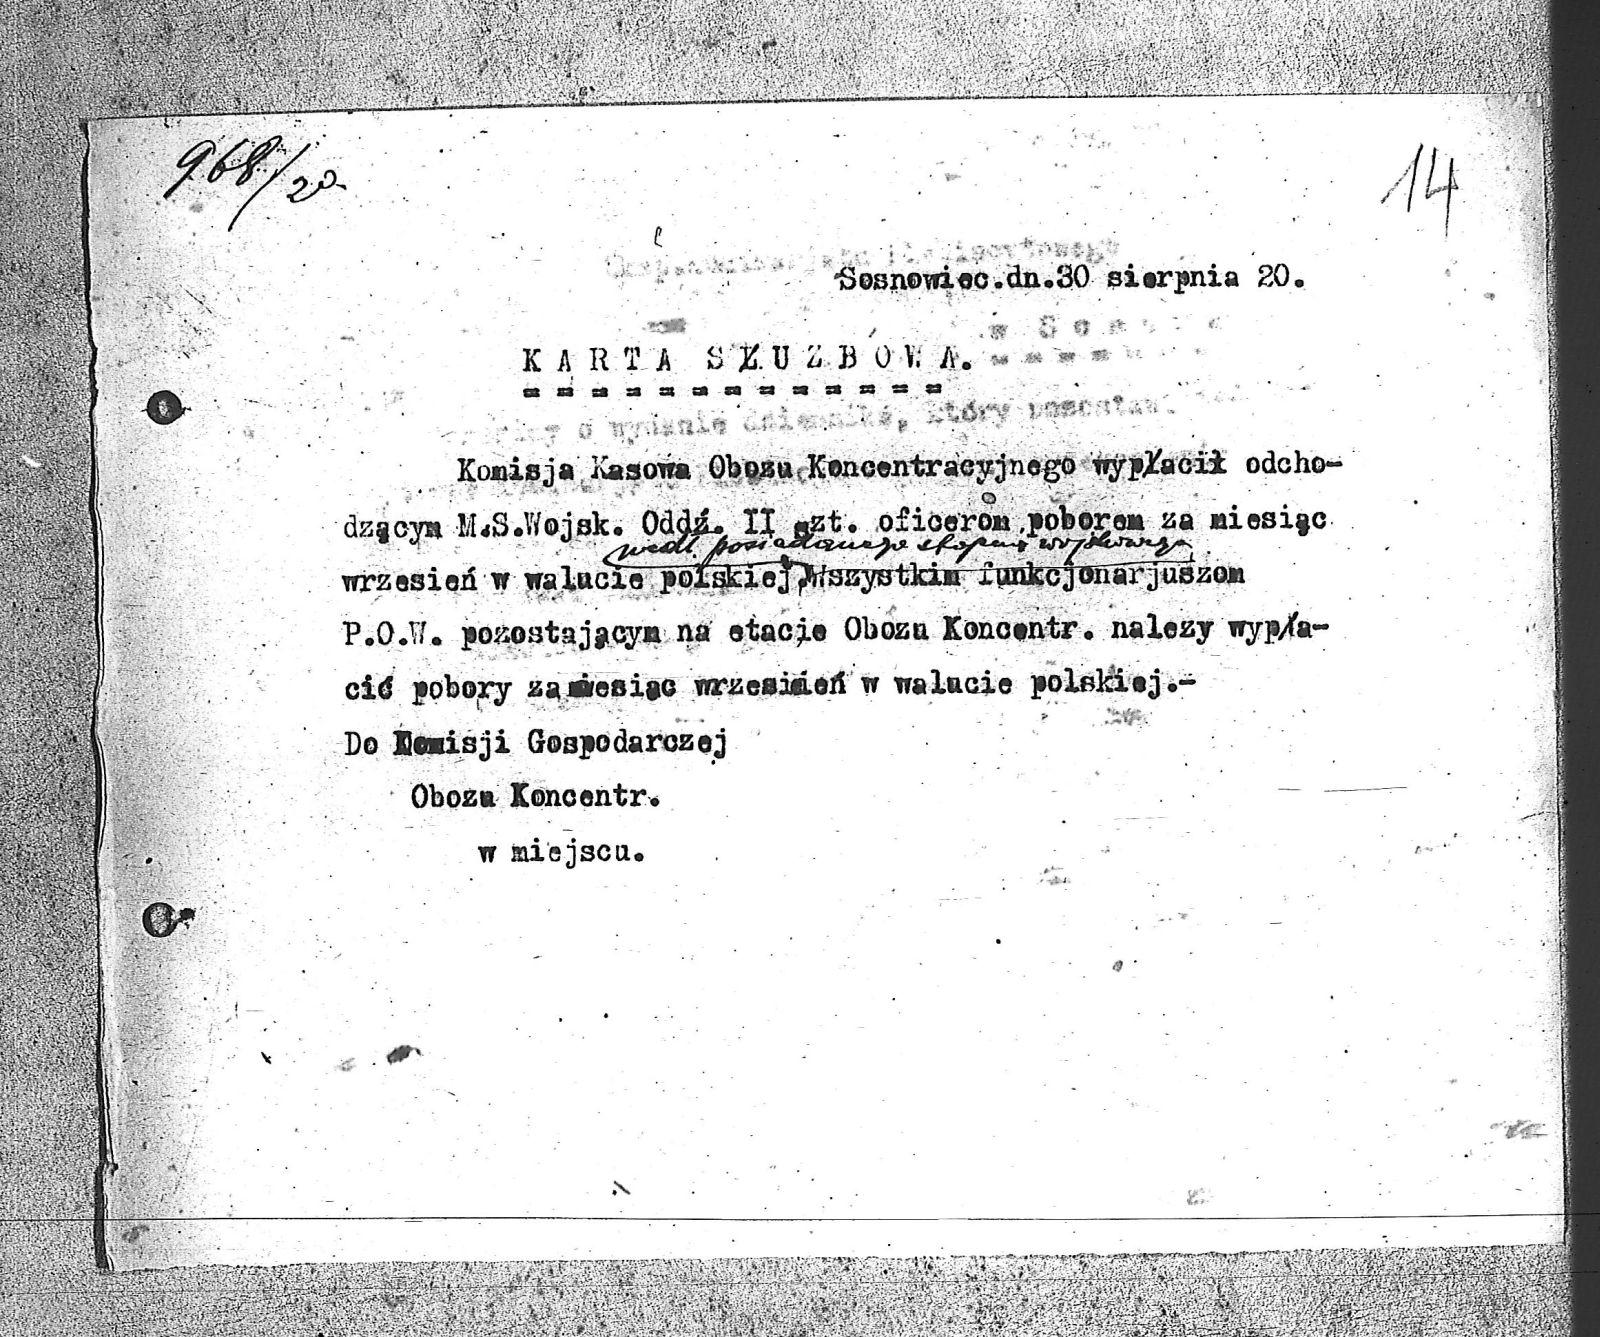 968/20
14
Sosnowiec.dn.30 sierpnia 20.
KARTA SŁUZBOWA.
Komisja Kasowa Obozu Koncentracyjnego wypłacił odcho-
dzącym M.S.Wojsk. Oddź. II szt. oficerom poborem za miesiąc
wedł. posiadanego stopnia wojskowego
wrzesień w walucie polskiej, Wszystkim funkcjonarjuszom
P.O.W. pozostającym na etacie Obozu Koncentr. nalezy wypła-
cić pobory za miesiąc wrzesień w walucie polskiej.-
Do Komisji Gospodarczej
Obozu Koncentr.
w miejscu.